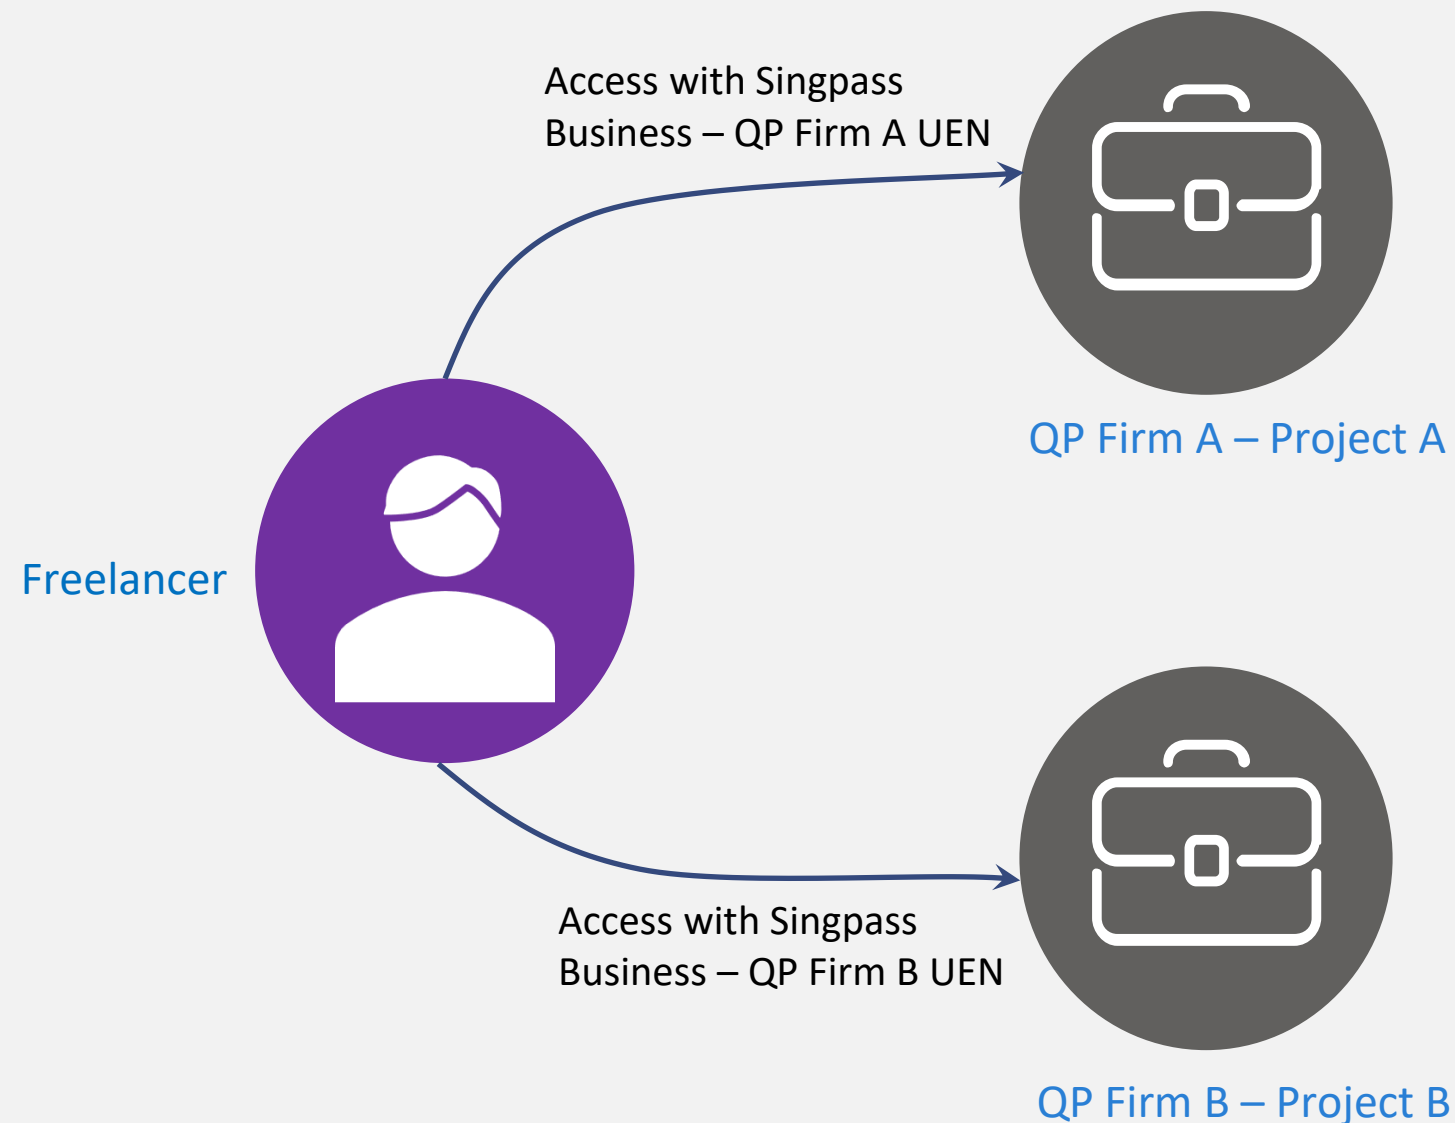 Access with Singpass
Business – QP Firm A UEN
QP Firm A – Project A
Freelancer
Access with Singpass
Business – QP Firm B UEN
QP Firm B – Project B